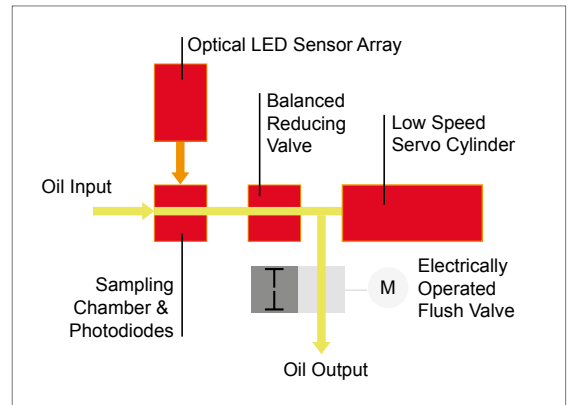 Optical LED Sensor Array
Balanced
Reducing
Valve
Low Speed
Servo Cylinder
Oil Input
Sampling
Chamber &
Photodiodes
M
Electrically
Operated
Flush Valve
Oil Output